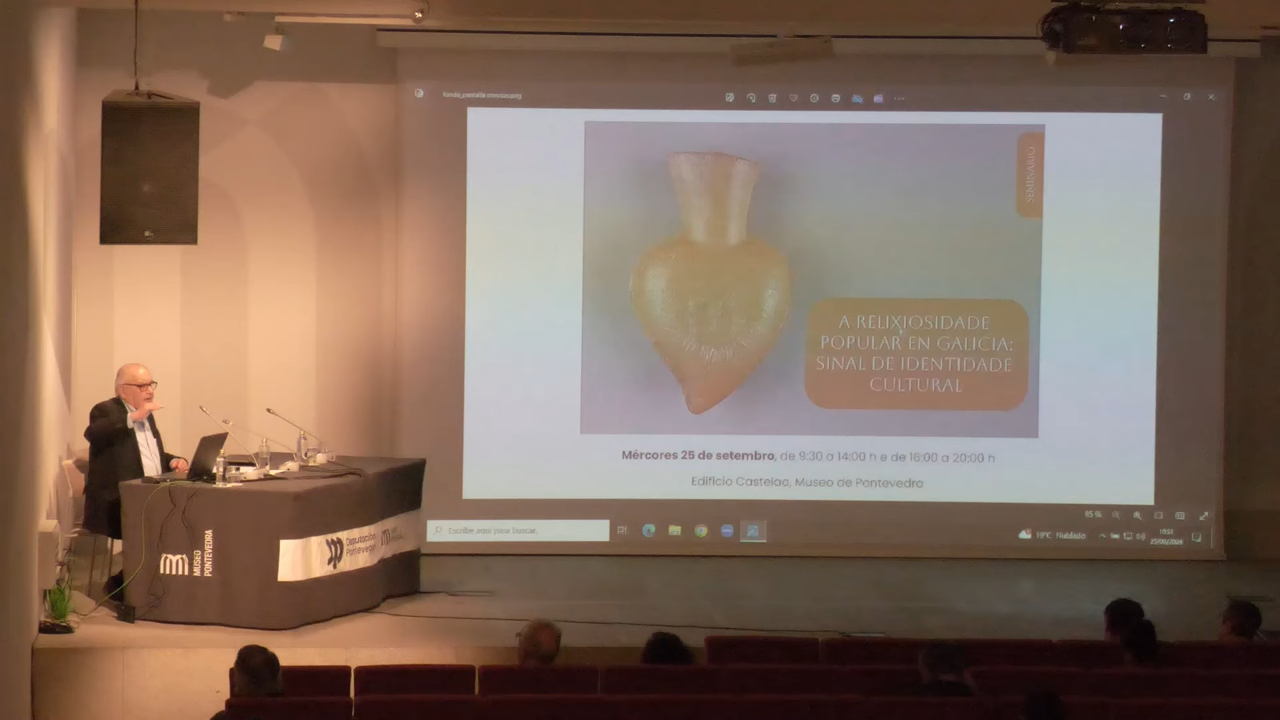 SEMINARIO
A RELIXIOSIDADE
POPULAR EN GALICIA:
SINAL DE IDENTIDADE
CULTURAL
Mércores 25 de setembro, de 9:30 a 14:00 h e de 16:00 a 20:00 h
Edificio Castelao, Museo de Pontevedra
Escribe aquí para buscar.
95 %
19°C Nublado
MUSEO
PONTEVEDRA
Deputación
Pontevedra